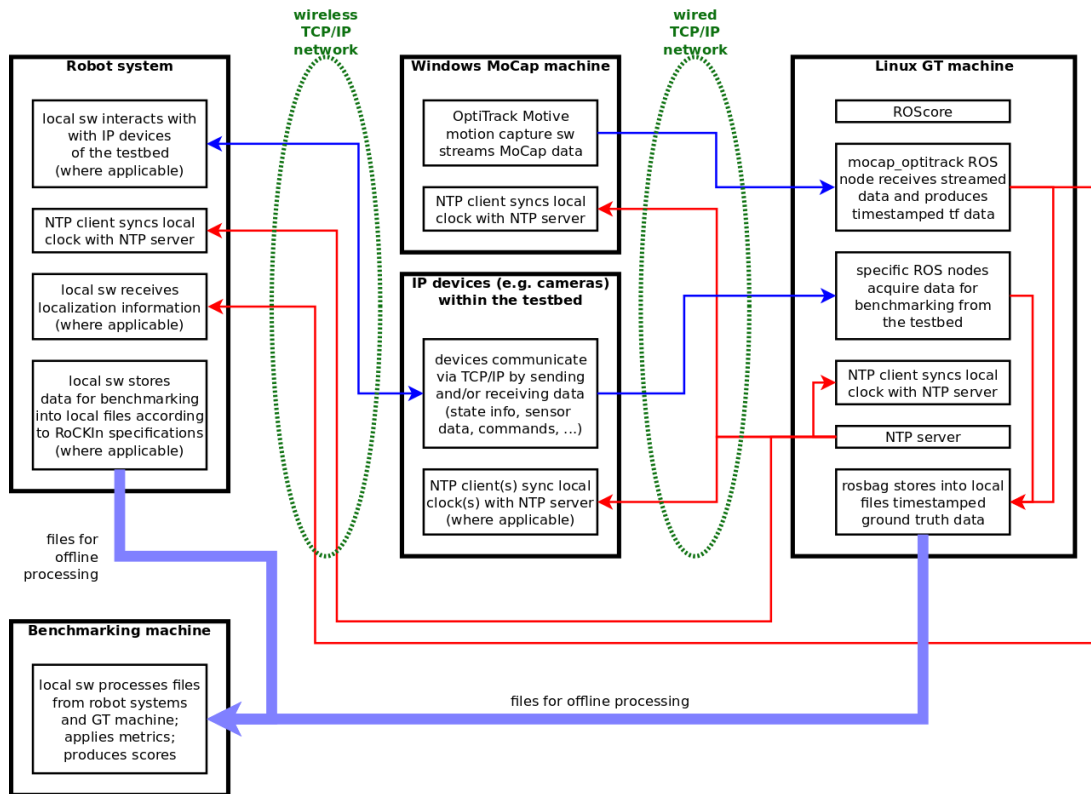 wireless
TCP/IP
network
wired
TCP/IP
network
Robot system
local sw interacts with
with IP devices
of the testbed
(where applicable)
NTP client syncs local
clock with NTP server
local sw receives
localization information
(where applicable)
local sw stores
data for benchmarking
into local files according
to RoCKIn specifications
(where applicable)
Windows MoCap machine
OptiTrack Motive
motion capture sw
streams MoCap data
NTP client syncs local
clock with NTP server
IP devices (e.g. cameras)
within the testbed
devices communicate
via TCP/IP by sending
and/or receiving data
(state info, sensor
data, commands, ...)
NTP client(s) sync local
clock(s) with NTP server
(where applicable)
Linux GT machine
ROScore
mocap_optitrack ROS
node receives streamed
data and produces
timestamped tf data
specific ROS nodes
acquire data for
benchmarking from
the testbed
NTP client syncs local
clock with NTP server
NTP server
rosbag stores into local
files timestamped
ground truth data
files for
offline
processing
Benchmarking machine
local sw processes files
from robot systems
and GT machine;
applies metrics;
produces scores
files for offline processing